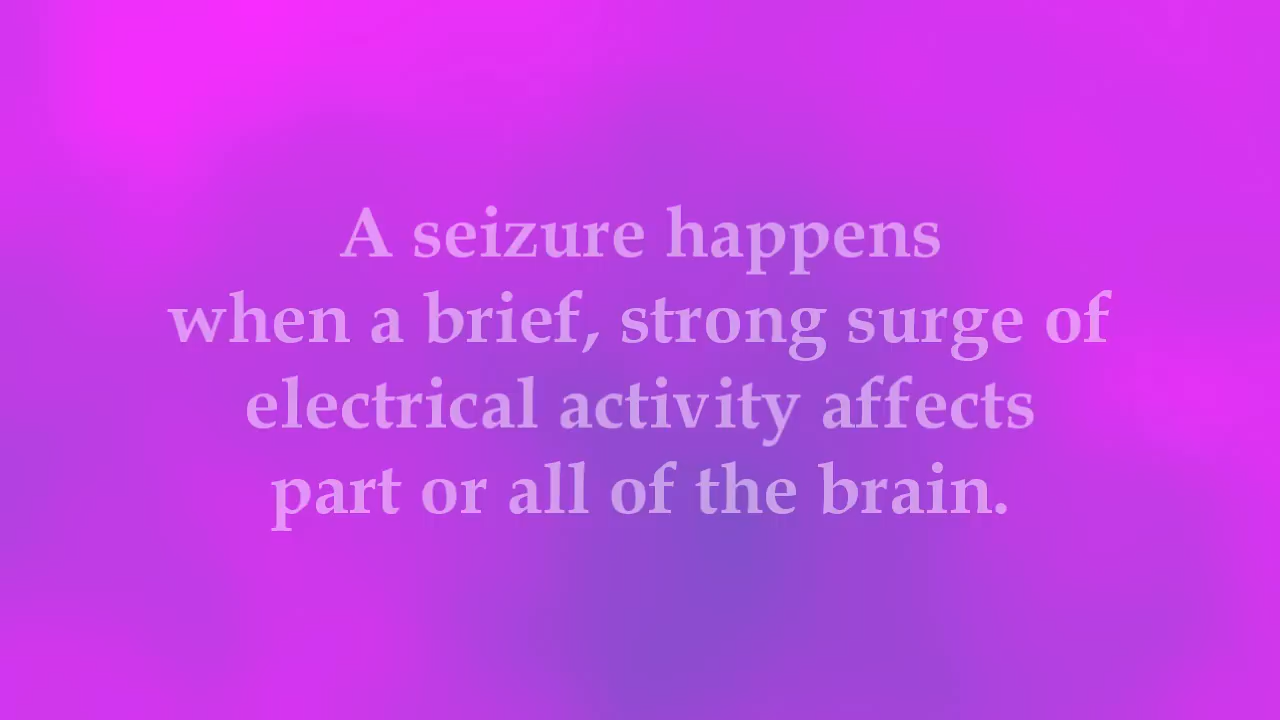 A seizure happens
when a brief, strong surge of
electrical activity affects
part or all of the brain.